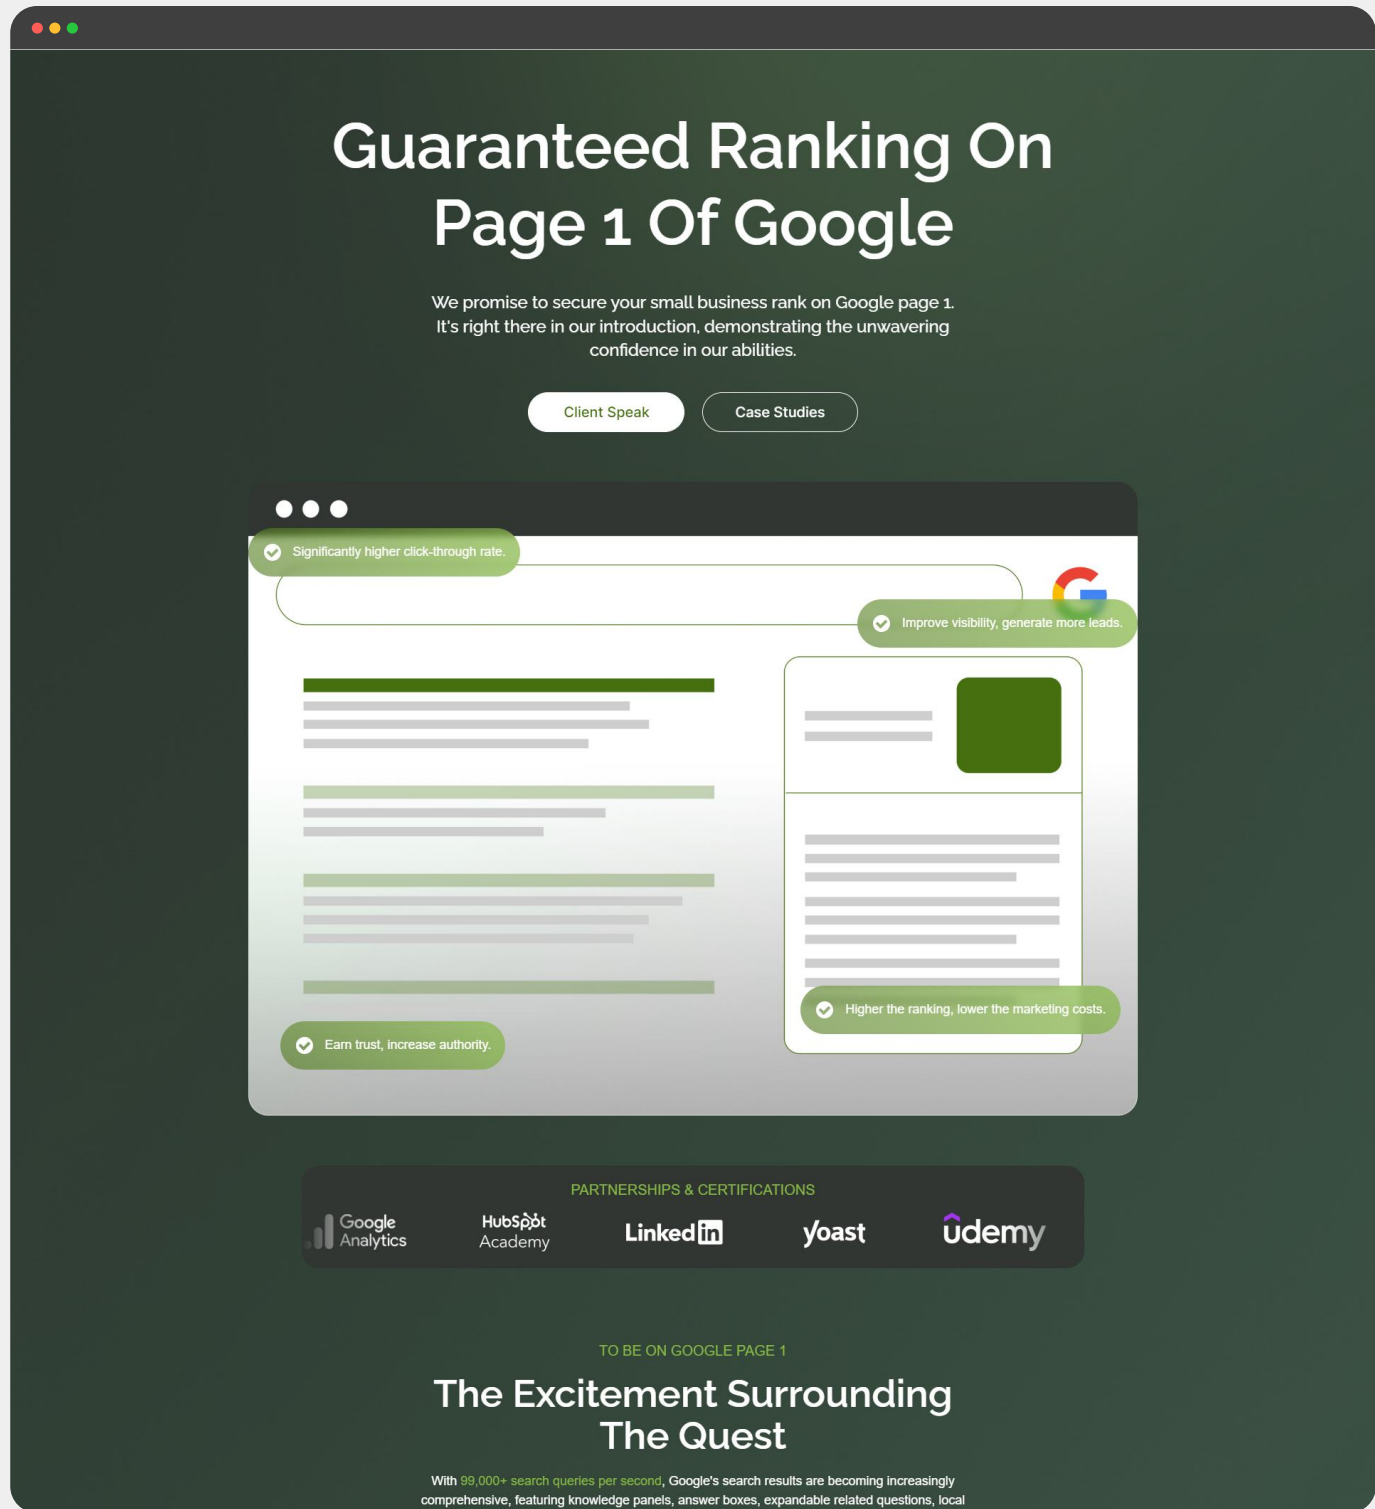 Guaranteed Ranking On
Page 1 Of Google
We promise to secure your small business rank on Google page 1.
It's right there in our introduction, demonstrating the unwavering
confidence in our abilities.
Client Speak
Case Studies
Significantly higher click-through rate.
Improve visibility, generate more leads.
Higher the ranking, lower the marketing costs.
Earn trust, increase authority.
PARTNERSHIPS & CERTIFICATIONS
Google
Analytics
HubSpot
Academy
Linked in
yoast
udemy
TO BE ON GOOGLE PAGE 1
The Excitement Surrounding
The Quest
With 99,000+ search queries per second, Google's search results are becoming increasingly
comprehensive, featuring knowledge panels, answer boxes, expandable related questions, local